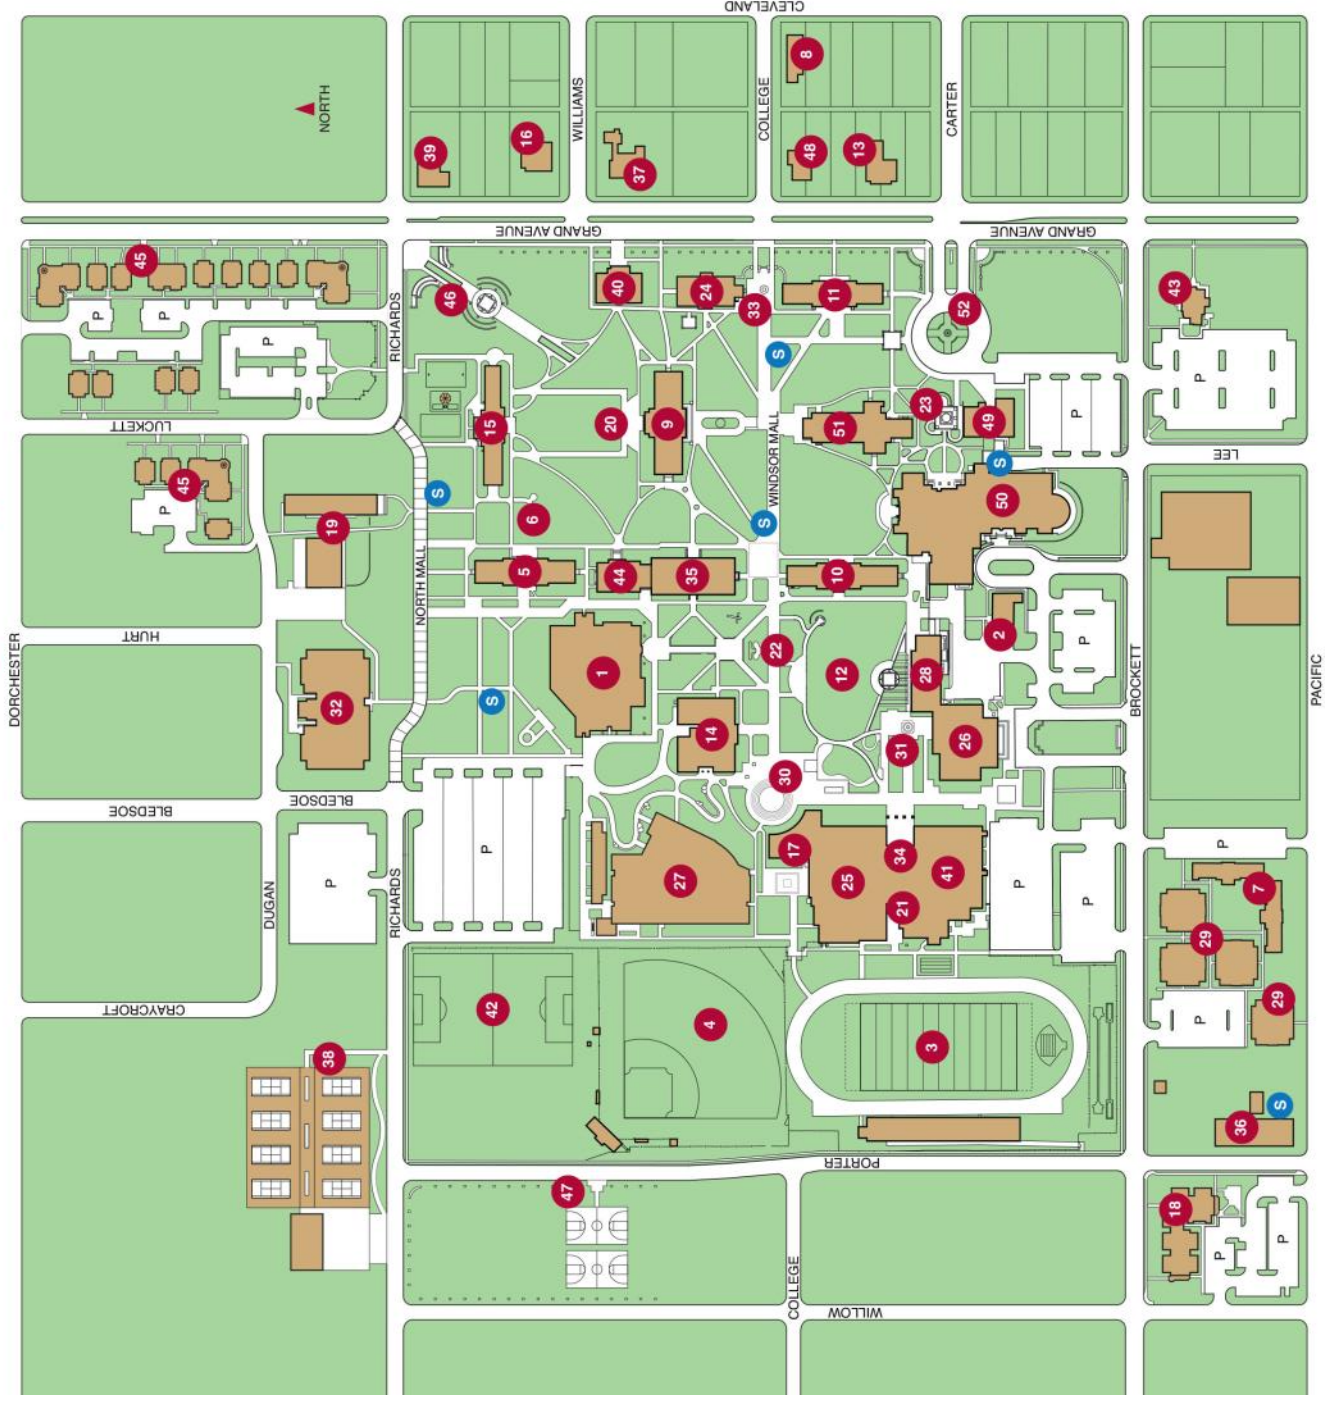 CLEVELAND
8
NORTH
WILLIAMS
COLLEGE
CARTER
39
16
37
48
13
GRAND AVENUE
GRAND AVENUE
45
46
40
24
33
11
52
43
P
P
P
RICHARDS
S
P
23
P
LUCKETT
15
20
9
51
49
LEE
WINDSOR MALL
45
P
S
S
50
19
6
S
NORTH MALL
5
44
35
10
HURT
DORCHESTER
2
P
1
22
12
28
BROCKETT
PACIFIC
32
S
14
31
26
30
BLEDSOE
BLEDSOE
P
17
34
P
P
RICHARDS
DUGAN
27
25
41
P
P
7
21
29
CRAYCROFT
42
4
3
29
P
38
S
36
PORTER
47
18
COLLEGE
P
P
WILLOW